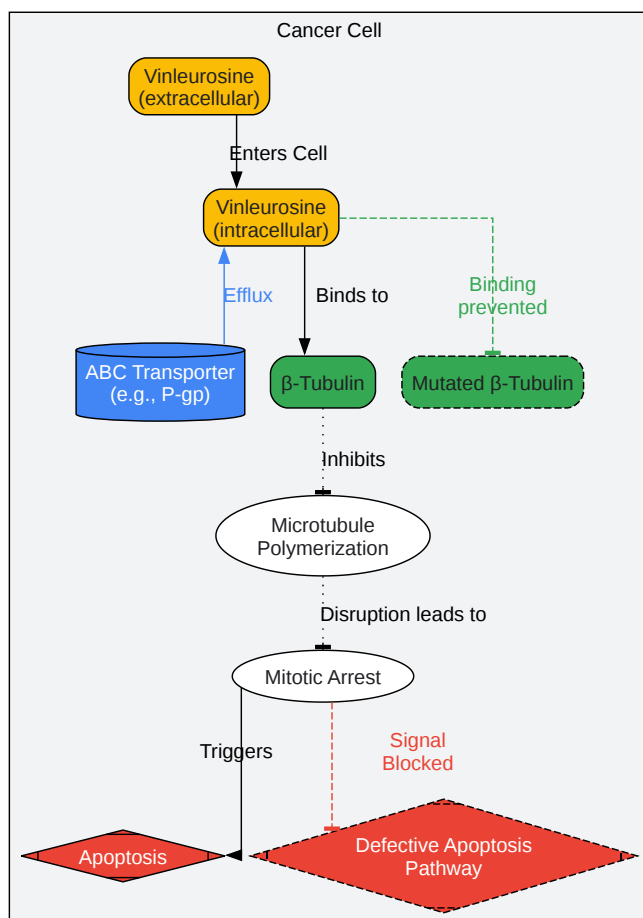 Cancer Cell
Vinleurosine
(extracellular)
Enters Cell
Vinleurosine
(intracellular)
Efflux
Binds to
Binding
prevented
ABC Transporter
(e.g., P-gp)
β-Tubulin
Mutated β-Tubulin
Inhibits
Microtubule
Polymerization
Disruption leads to
Mitotic Arrest
Triggers
Signal
Blocked
Apoptosis
Defective Apoptosis
Pathway